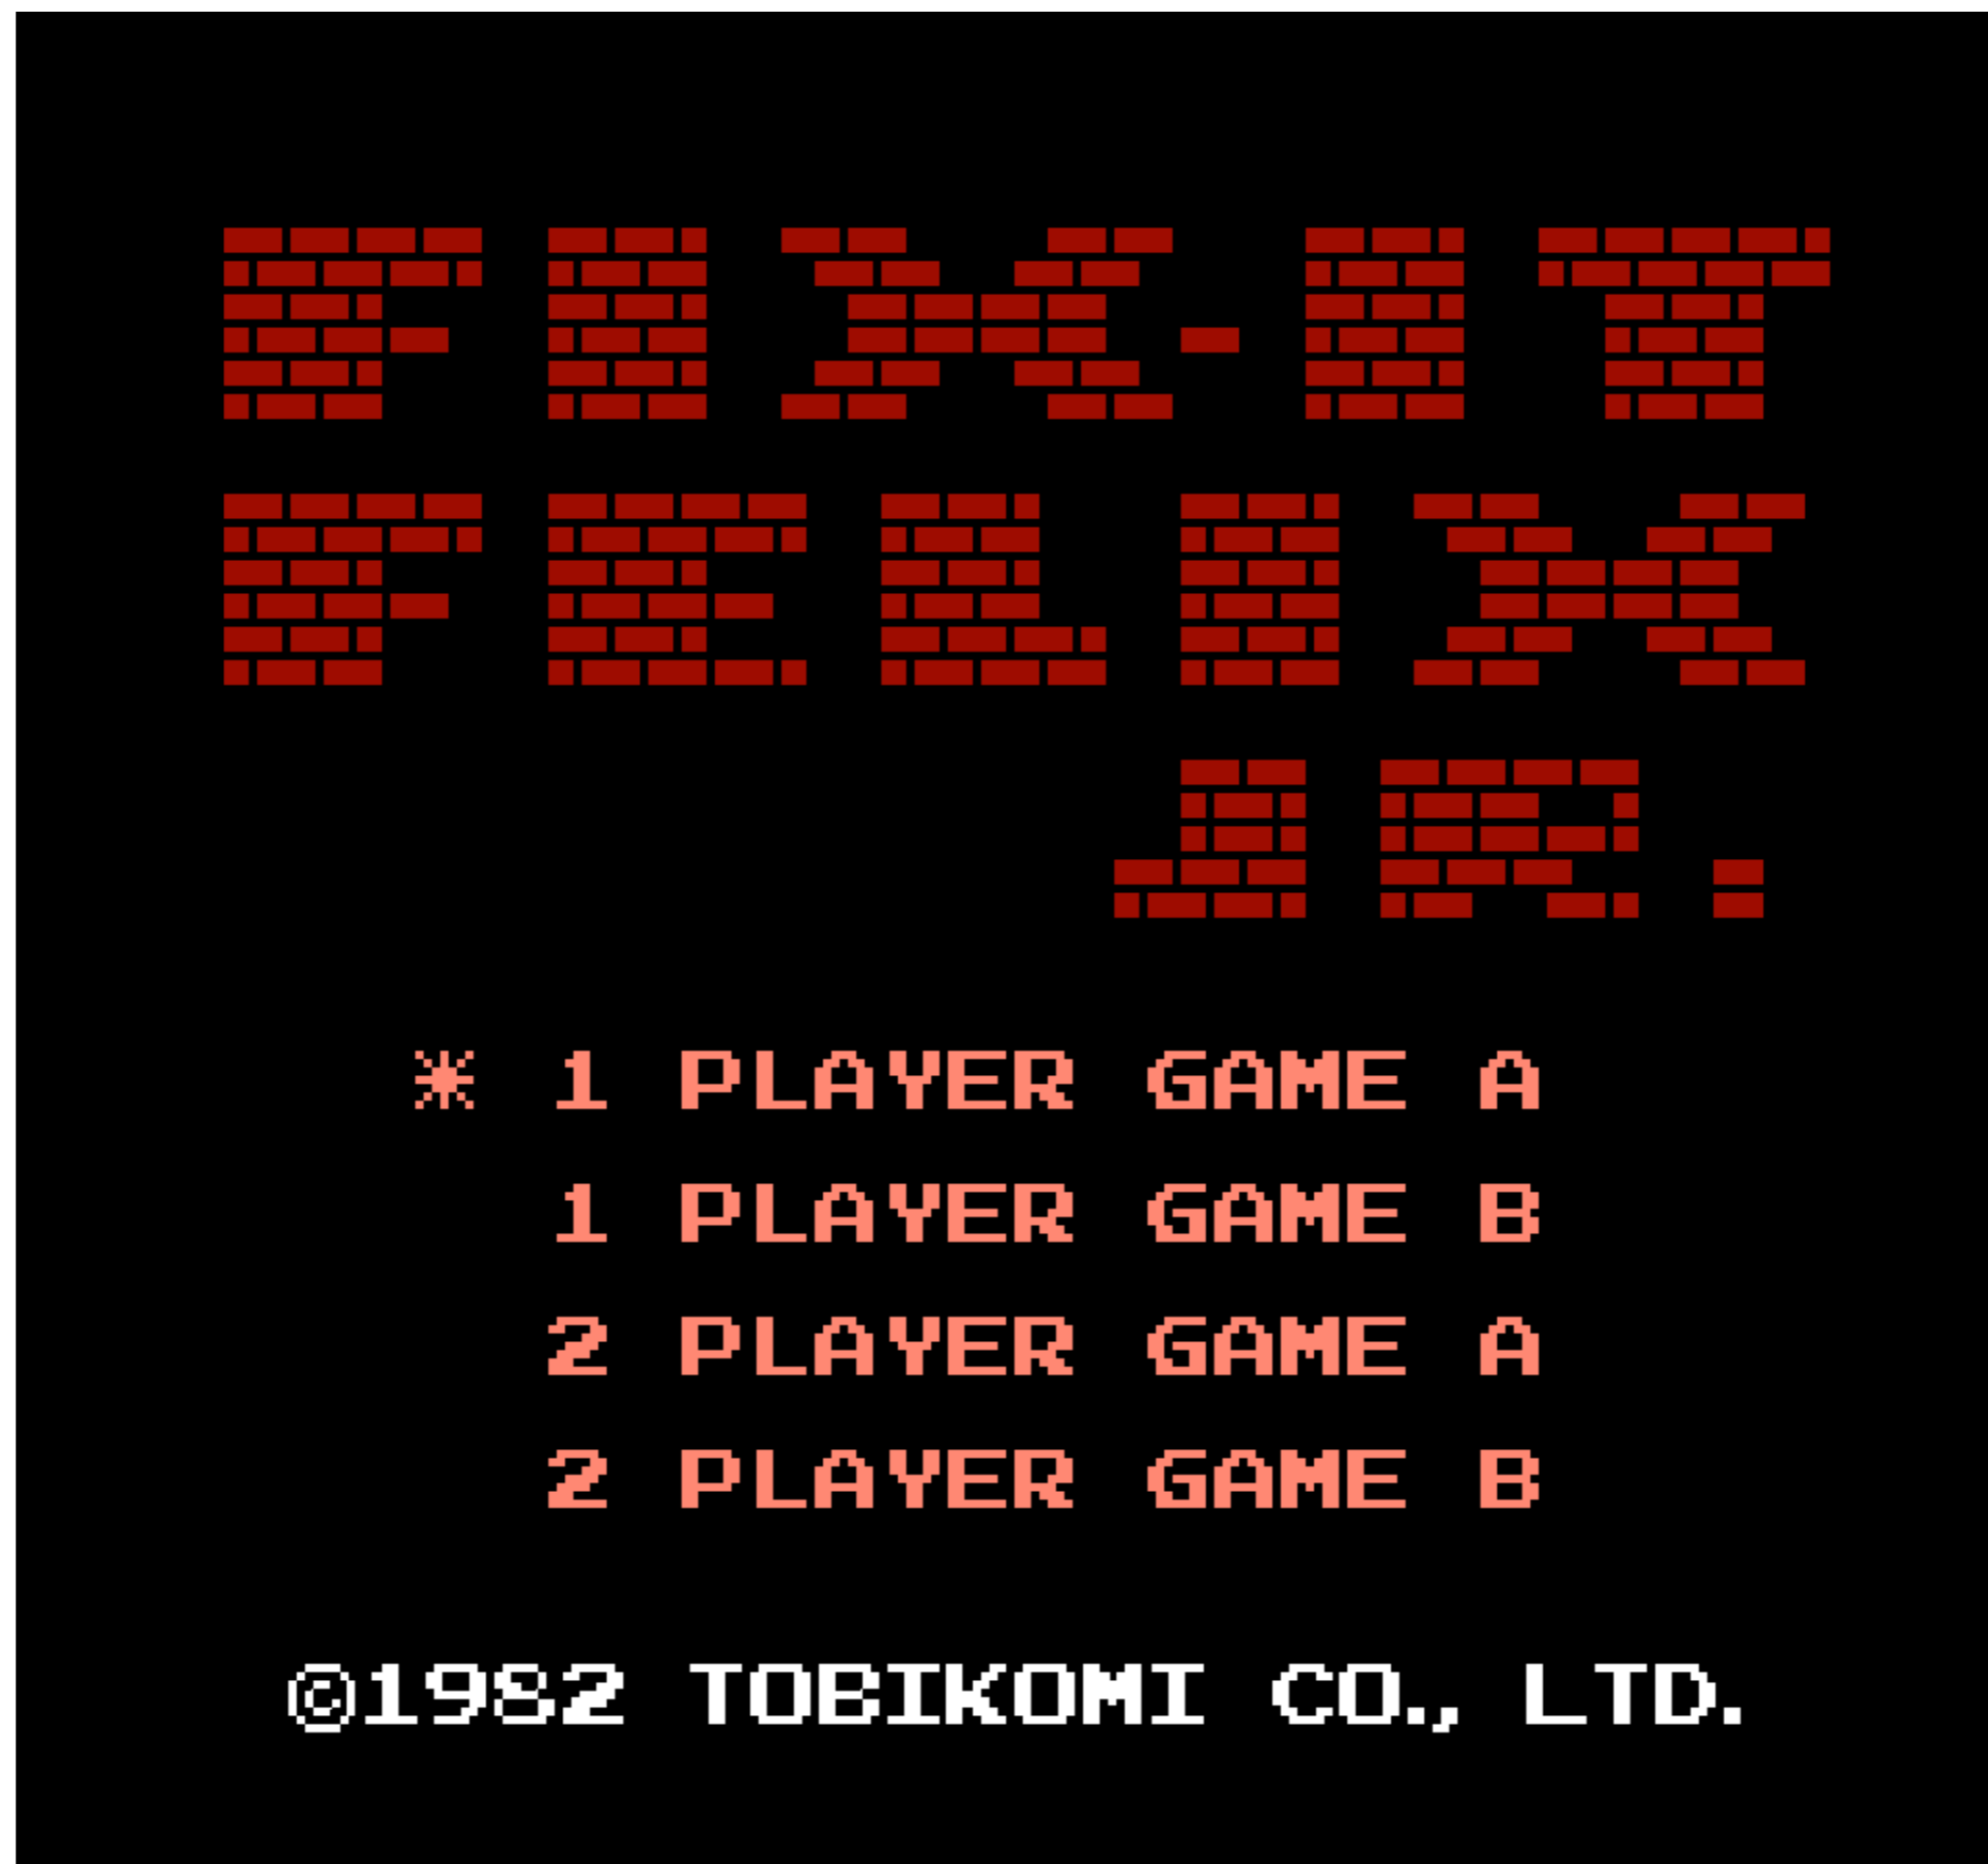 FIX-IT
FELIX
JR.
* 1 PLAYER GAME A
1 PLAYER GAME B
2 PLAYER GAME A
2 PLAYER GAME B
©1982 TOBIKOMI CO., LTD.